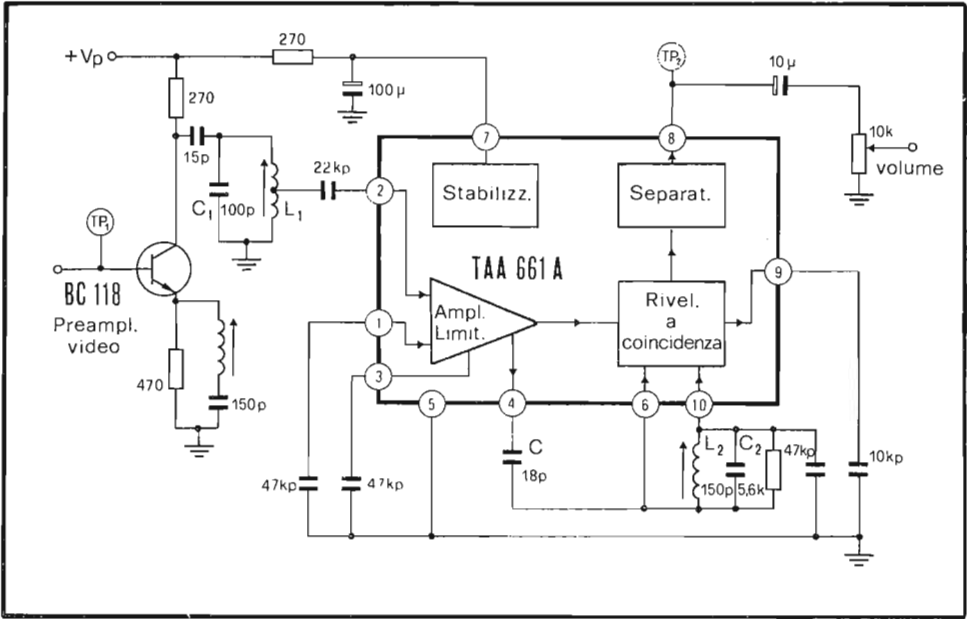 +Vp
270
270
100 µ
TP₂
10 µ
10k
volume
15p
C₁
100p
L₁
22kp
7
8
2
Stabilizz.
Separat.
TP₁
TAA 661 A
9
BC 118
Preampl.
video
1
Ampl.
Limit.
Rivel.
a
coincidenza
3
470
150p
5
4
6
10
C
18p
L₂
C₂
47kp
150p
5,6k
10kp
47kp
47kp